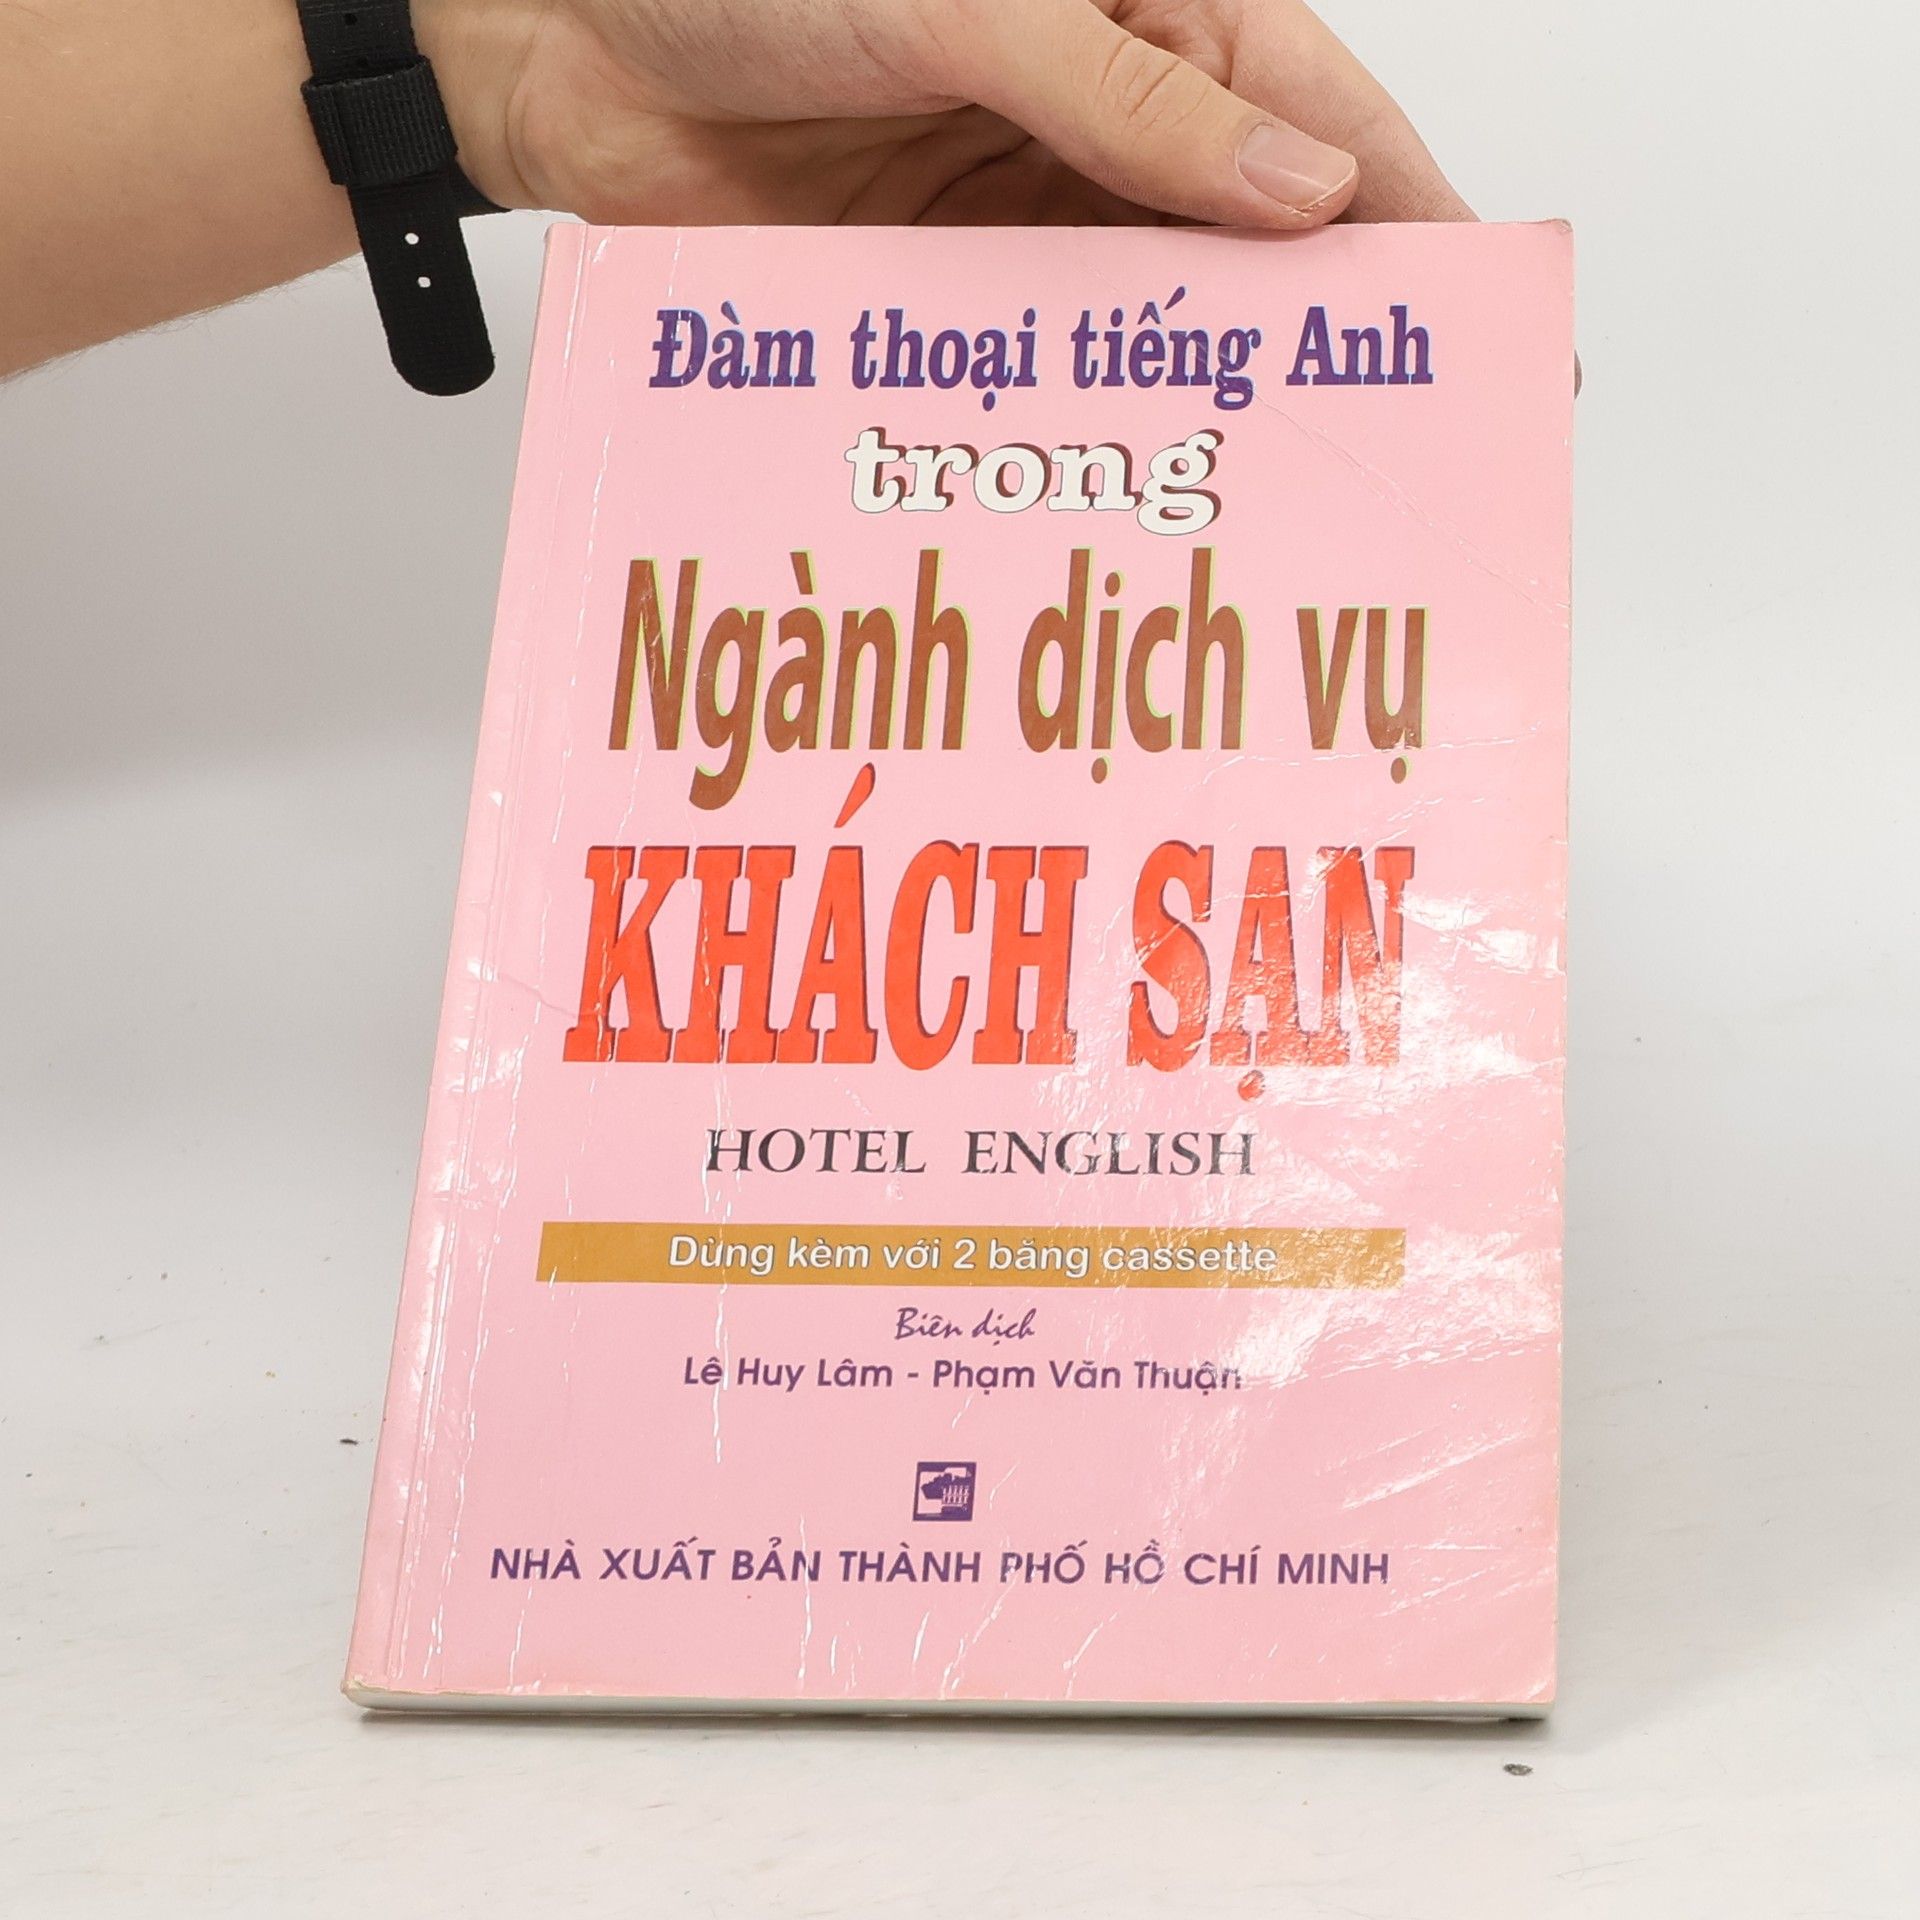 Đàm thoại tiếng Anh
trong
Ngành dịch vụ
KHÁCH SẠN
HOTEL ENGLISH
Dùng kèm với 2 băng cassette
Biên dịch
Lê Huy Lâm - Phạm Văn Thuận
NHÀ XUẤT BẢN THÀNH PHỐ HỒ CHÍ MINH